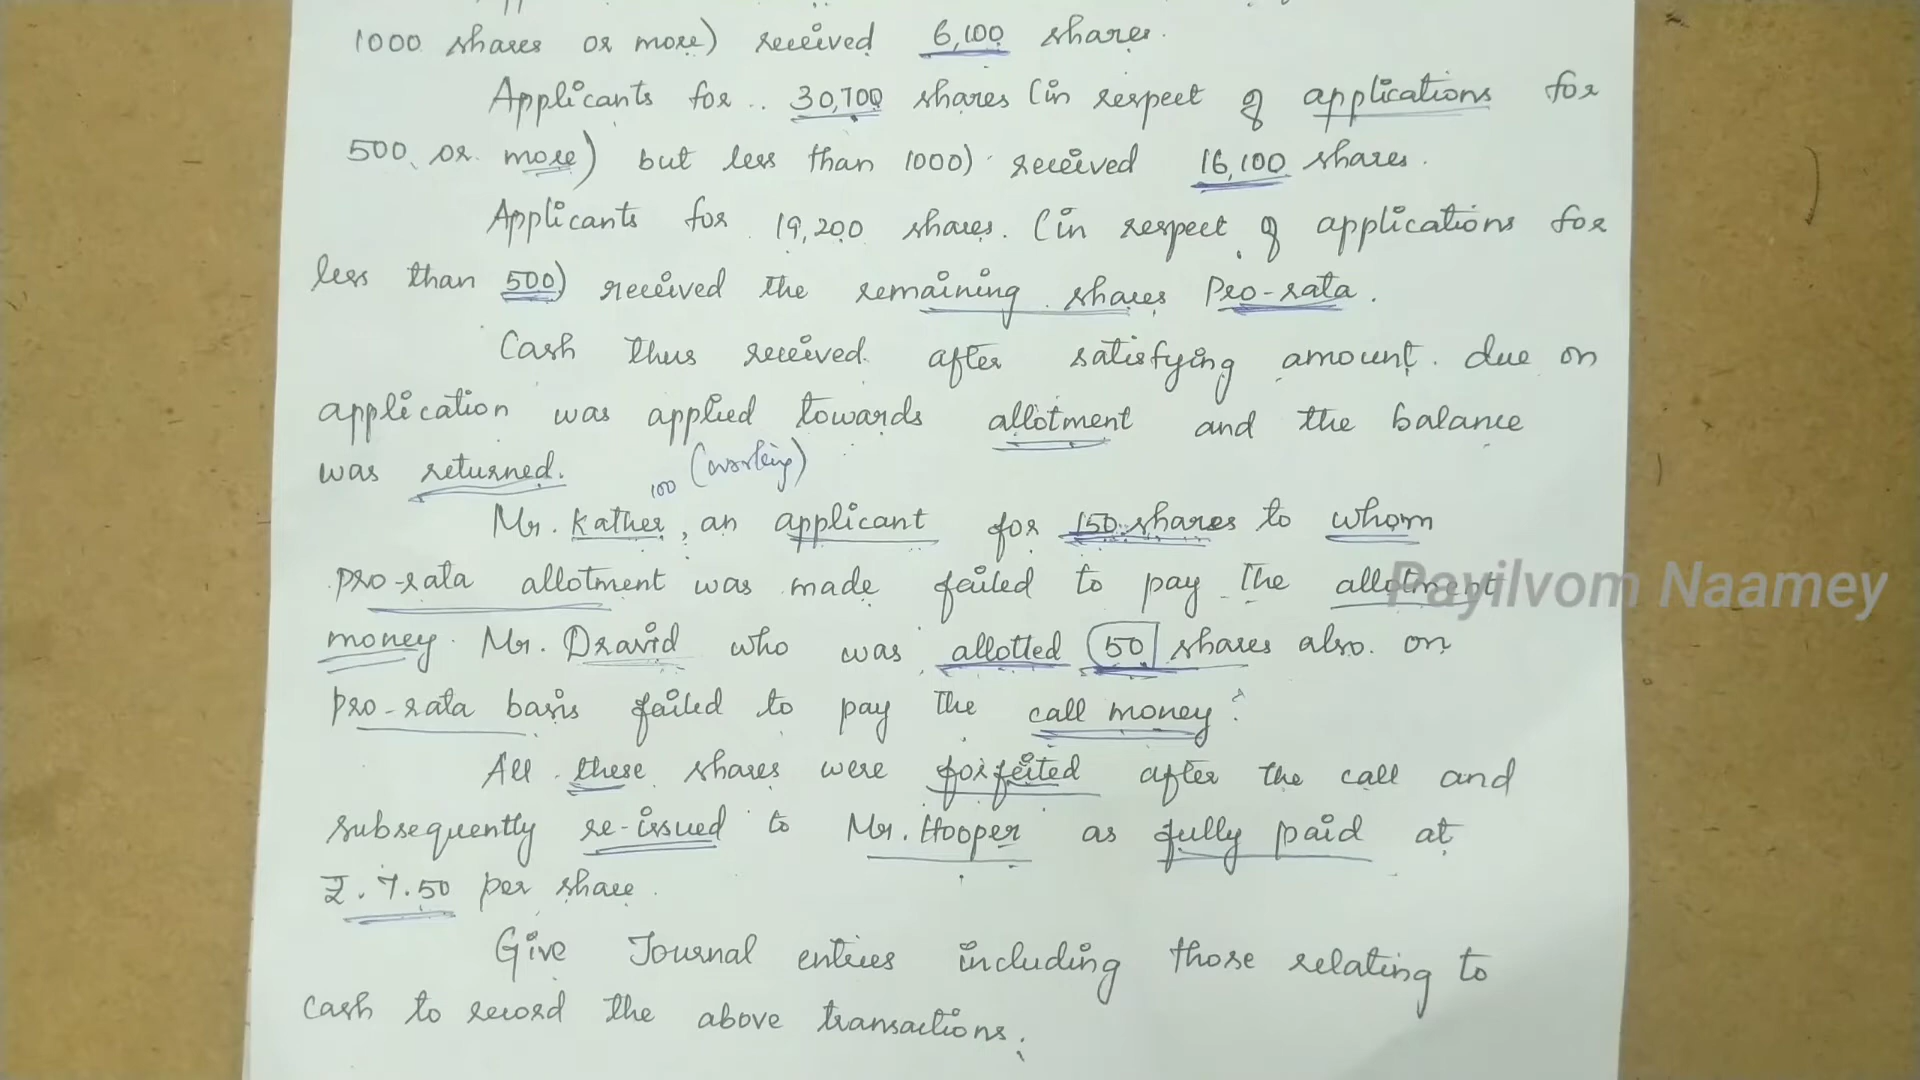 1000 shares or more) received 6,100 shares.
Applicants for .. 30,700 shares (in respect of applications for
500 or more) but less than 1000) received 16,100 shares.
Applicants for 19,200 shares. (in respect of applications for
less than 500) received the remaining shares Pro-rata.
Cash thus received after satisfying amount due on
application was applied towards allotment and the balance
was returned.
100 (working)
Mr. Kather, an applicant for 150 shares to whom
pro-rata allotment was made failed to pay the allotment
Payilvom Naamey
money. Mr. Dravid who was allotted 50 shares also on
pro-rata basis failed to pay the call money.
All these shares were forfeited after the call and
subsequently re-issued to Mr. Hooper as fully paid at
₹. 7.50 per share.
Give Journal entries including those relating to
cash to record the above transactions.